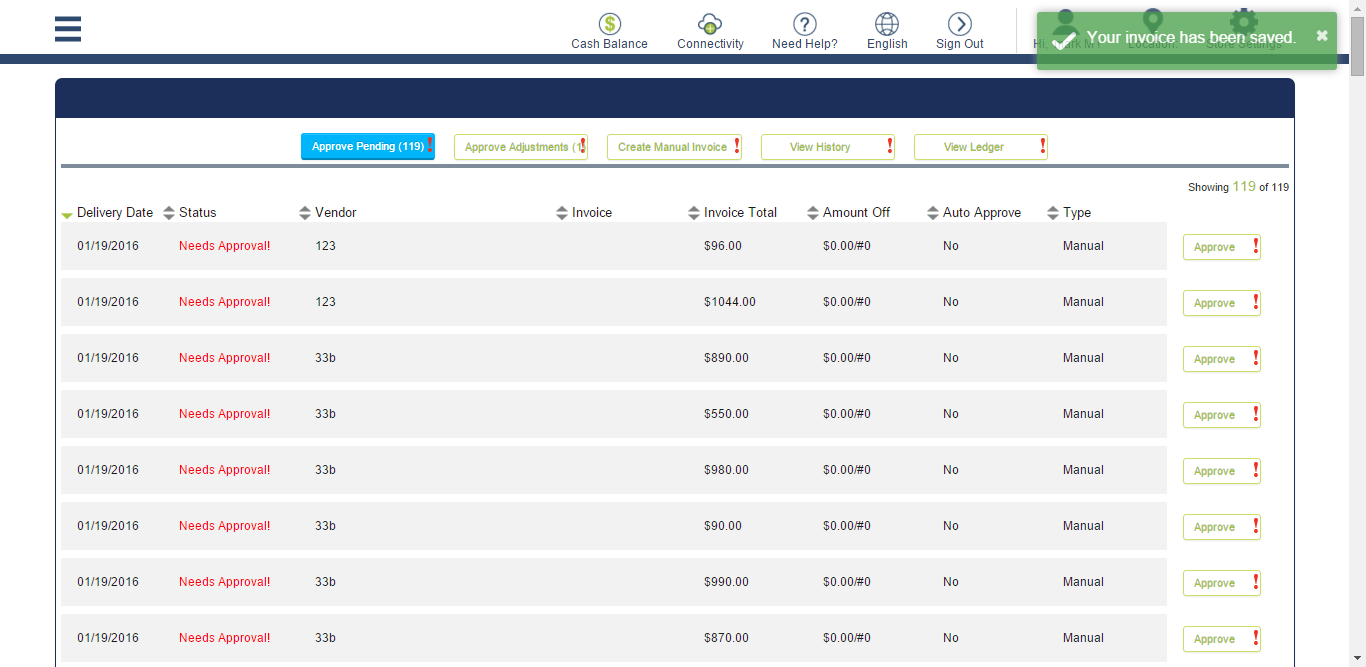 Cash Balance Connectivity Need Help? English Sign Out
Your invoice has been saved.
Approve Pending (119) Approve Adjustments Create Manual Invoice View History View Ledger
Showing 119 of 119
Delivery Date Status Vendor Invoice Invoice Total Amount Off Auto Approve Type
01/19/2016 Needs Approval! 123 $96.00 $0.00/#0 No Manual Approve
01/19/2016 Needs Approval! 123 $1044.00 $0.00/#0 No Manual Approve
01/19/2016 Needs Approval! 33b $890.00 $0.00/#0 No Manual Approve
01/19/2016 Needs Approval! 33b $550.00 $0.00/#0 No Manual Approve
01/19/2016 Needs Approval! 33b $980.00 $0.00/#0 No Manual Approve
01/19/2016 Needs Approval! 33b $90.00 $0.00/#0 No Manual Approve
01/19/2016 Needs Approval! 33b $990.00 $0.00/#0 No Manual Approve
01/19/2016 Needs Approval! 33b $870.00 $0.00/#0 No Manual Approve